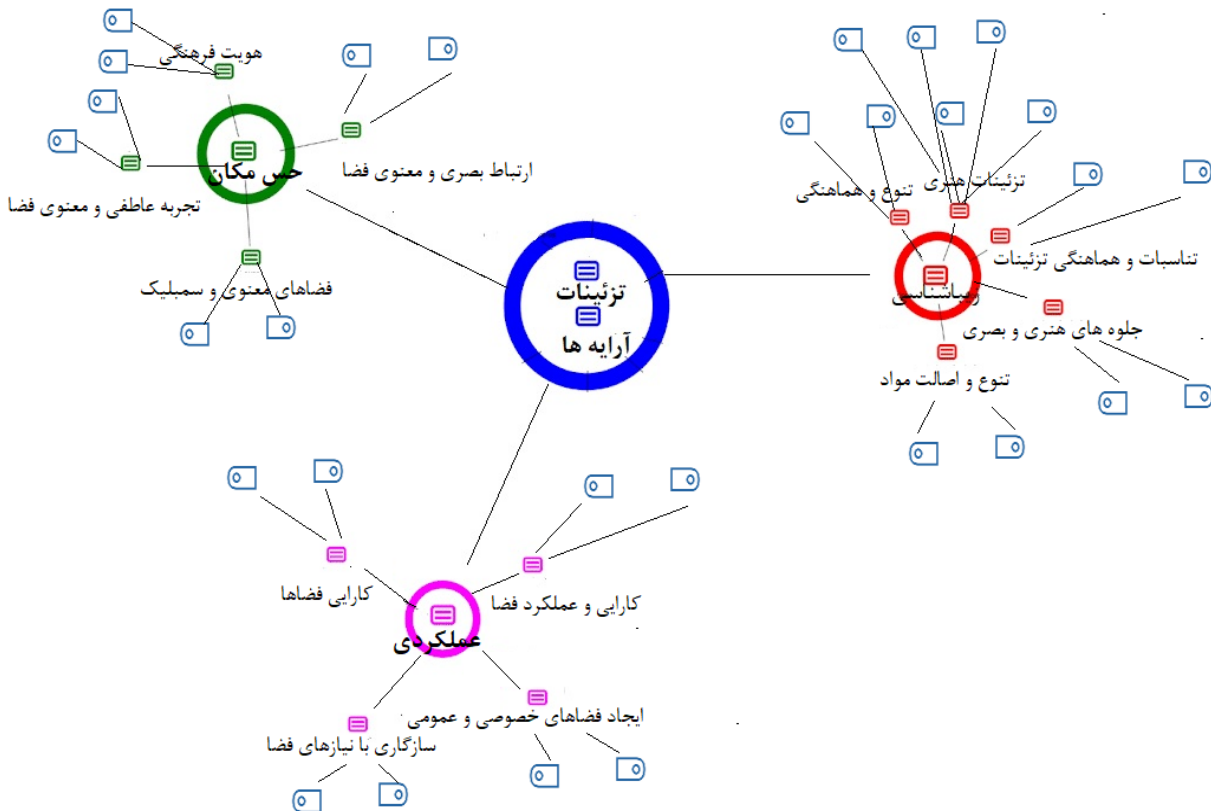 هویت فرهنگی
حس مکان
ارتباط بصری و معنوی فضا
تجربه عاطفی و معنوی فضا
فضاهای معنوی و سمبلیک
تزئینات
آرایه ها
تزئینات هنری
تنوع و هماهنگی
تناسبات و هماهنگی تزئینات
زیباشناسی
جلوه های هنری و بصری
تنوع و اصالت مواد
کارایی فضاها
کارایی و عملکرد فضا
عملکردی
ایجاد فضاهای خصوصی و عمومی
سازگاری با نیازهای فضا